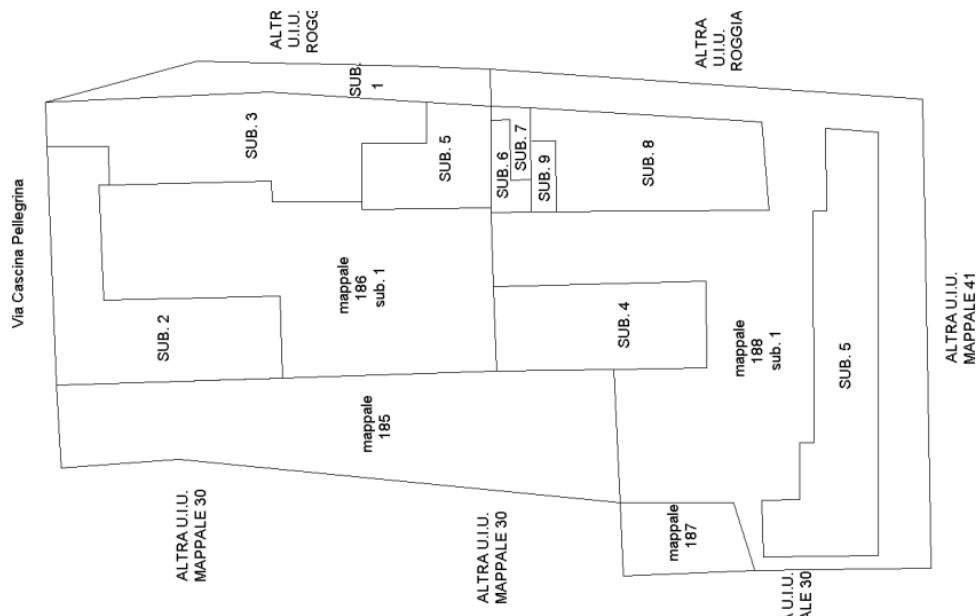 ALTR
U.I.U.
ROGG
ALTRA
U.I.U.
ROGGIA
SUB.
1
SUB. 3
SUB. 5
SUB. 6
SUB. 7
SUB. 9
SUB. 8
Via Cascina Pellegrina
mappale
186
sub. 1
SUB. 2
SUB. 4
mappale
188
sub. 1
SUB. 5
ALTRA U.I.U.
MAPPALE 41
mappale
185
mappale
187
ALTRA U.I.U.
MAPPALE 30
ALTRA U.I.U.
MAPPALE 30
U.I.U.
ALE 30